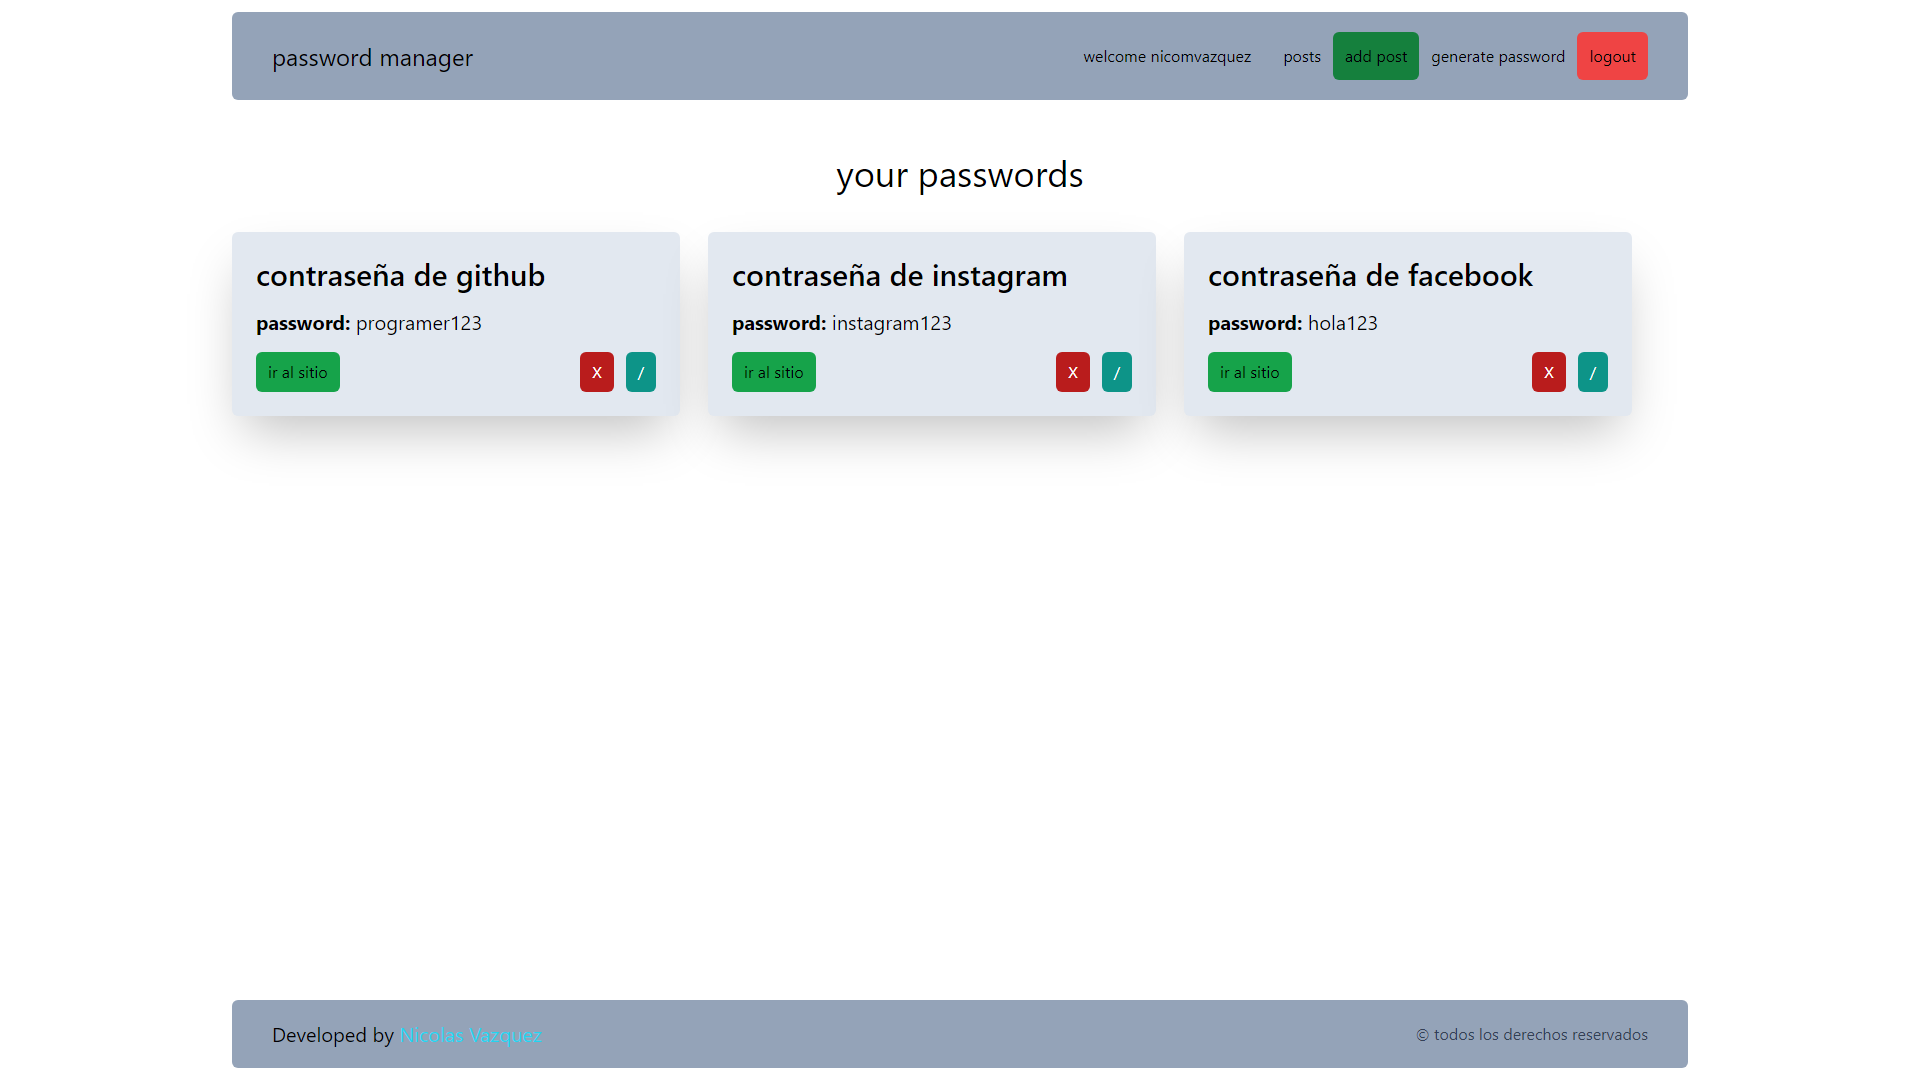 password manager
welcome nicomvazquez posts add post generate password logout
your passwords
contraseña de github
password: programer123
ir al sitio X /
contraseña de instagram
password: instagram123
ir al sitio X /
contraseña de facebook
password: hola123
ir al sitio X /
Developed by Nicolas Vazquez
© todos los derechos reservados